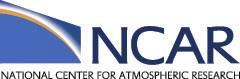 NCAR
NATIONAL CENTER FOR ATMOSPHERIC RESEARCH